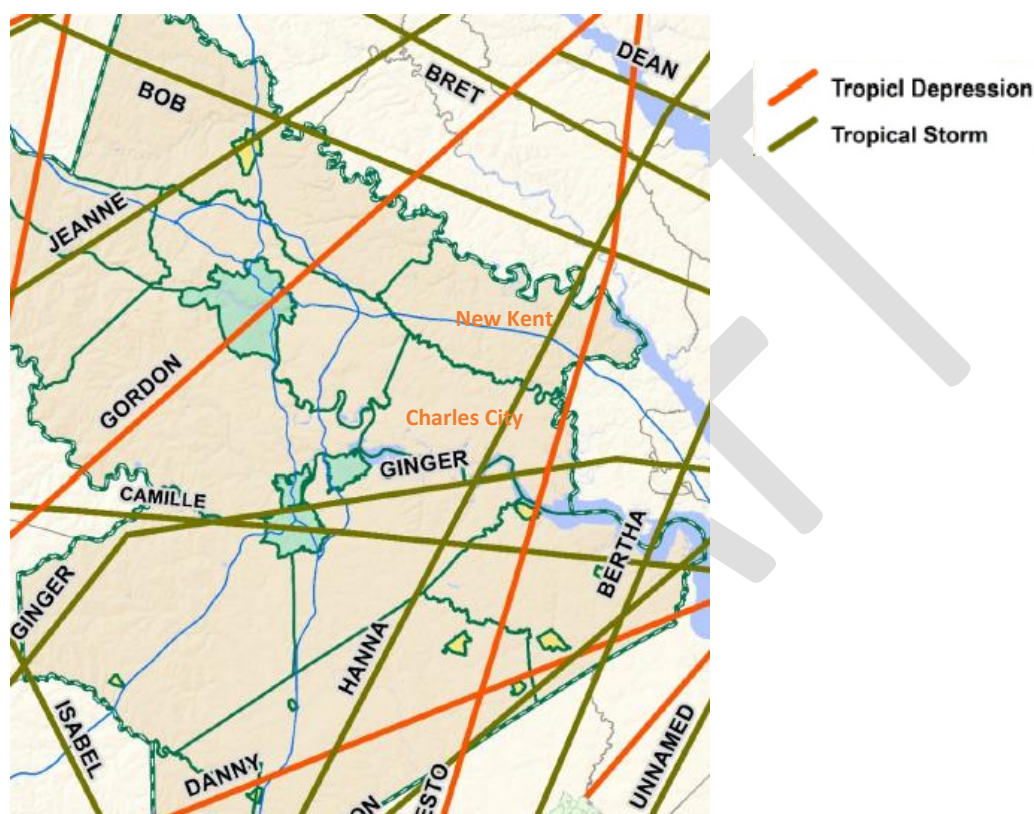 DEAN
BRET
BOB
Tropicl Depression
Tropical Storm
JEANNE
New Kent
GORDON
Charles City
GINGER
CAMILLE
BERTHA
GINGER
HANNA
ISABEL
DANNY
UNNAMED
ESTO
ON